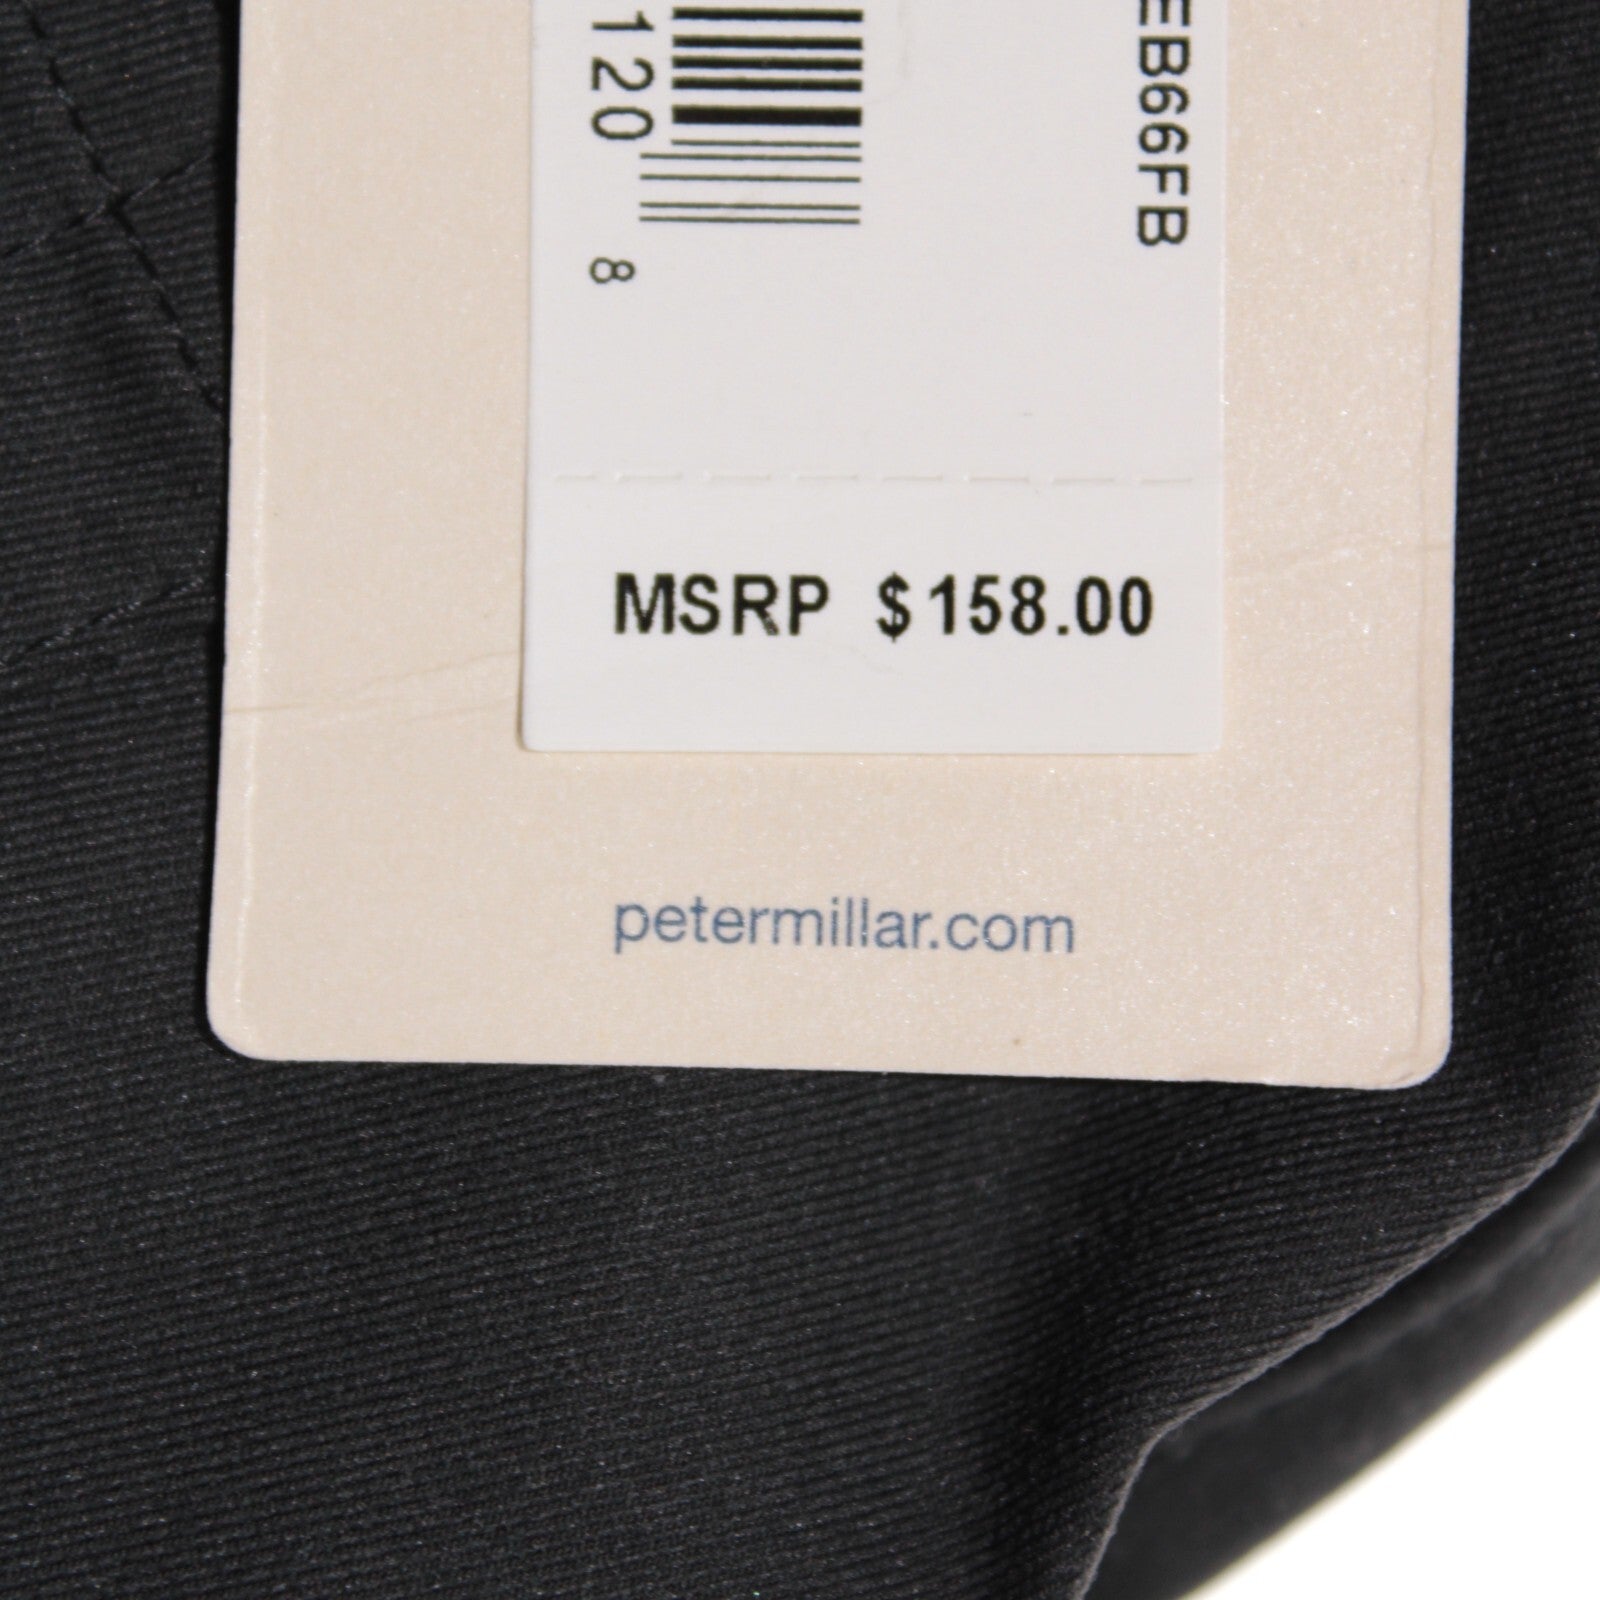 120 8
EB66FB
MSRP $158.00
petermillar.com